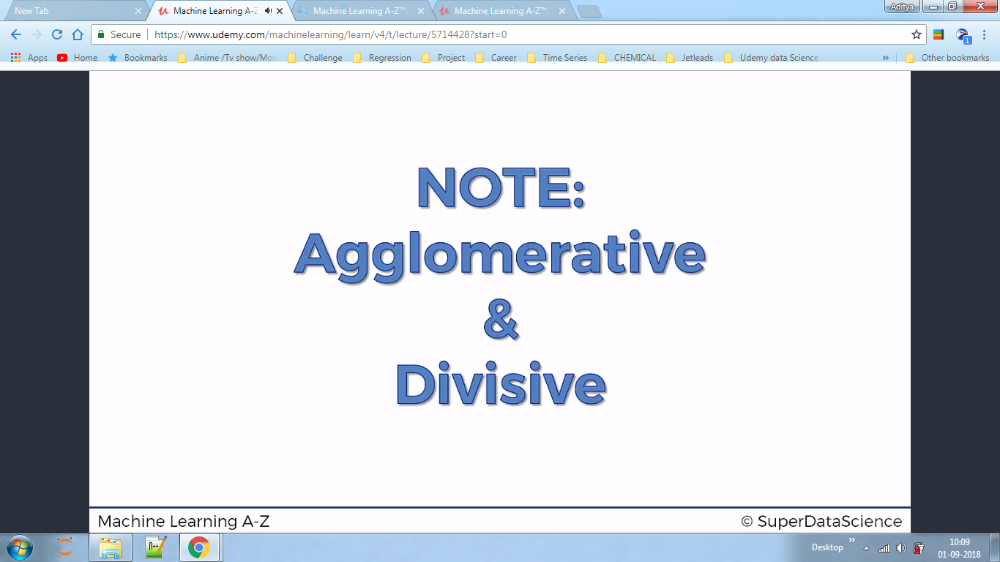 New Tab
Machine Learning A-Z
Machine Learning A-Z™:
Machine Learning A-Z™:
Aditya
Secure
https://www.udemy.com/machinelearning/learn/v4/t/lecture/5714428?start=0
1
Apps
Home
Bookmarks
Anime /Tv show/Mov
Challenge
Regression
Project
Career
Time Series
CHEMICAL
Jetleads
Udemy data Science
»
Other bookmarks
NOTE:
Agglomerative
&
Divisive
Machine Learning A-Z
© SuperDataScience
Desktop
»
10:09
01-09-2018